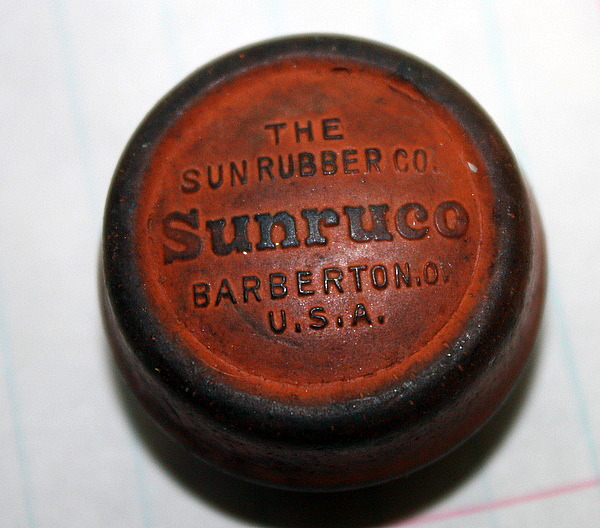 THE
SUN RUBBER CO.
Sunruco
BARBERTON.O.
U.S.A.